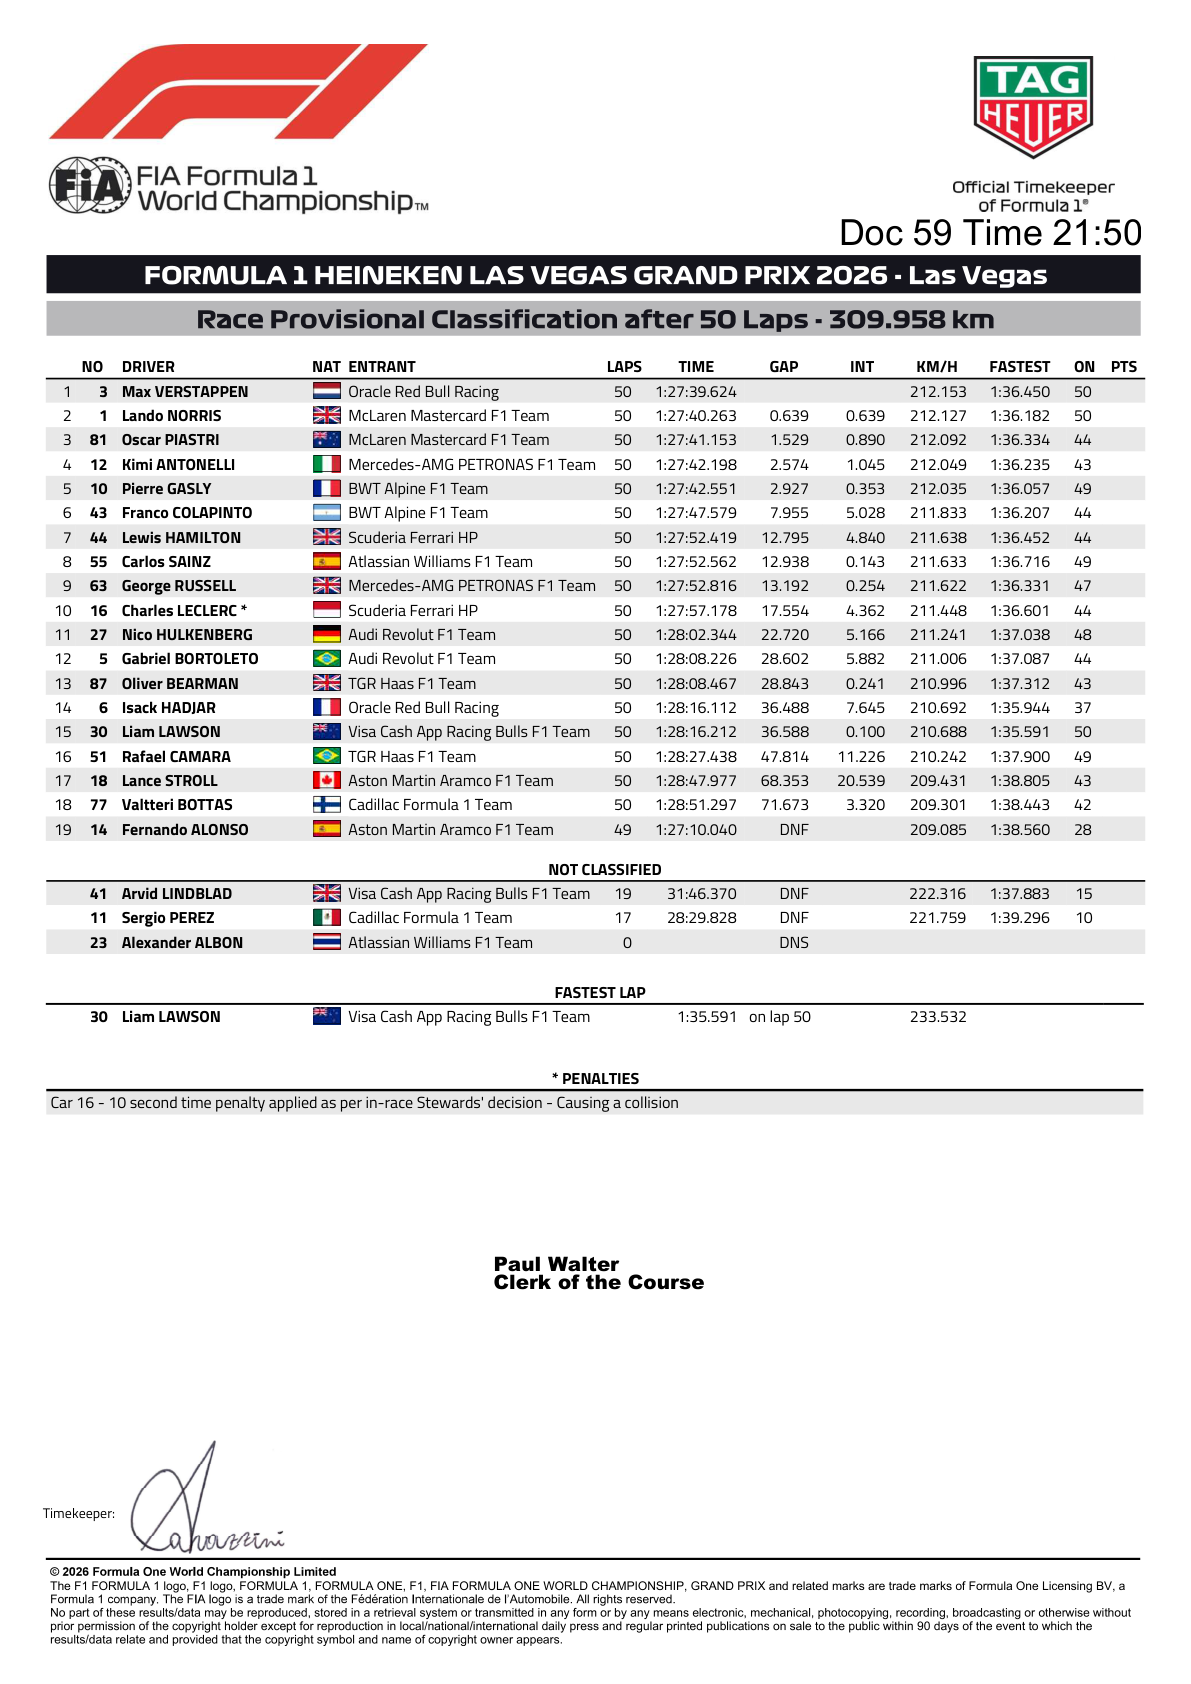 FIA Formula 1
World Championship™
TAG
HEUER
Official Timekeeper
of Formula 1®
Doc 59 Time 21:50
FORMULA 1 HEINEKEN LAS VEGAS GRAND PRIX 2026 - Las Vegas
Race Provisional Classification after 50 Laps - 309.958 km
NO DRIVER NAT ENTRANT LAPS TIME GAP INT KM/H FASTEST ON PTS
1 3 Max VERSTAPPEN Oracle Red Bull Racing 50 1:27:39.624 212.153 1:36.450 50
2 1 Lando NORRIS McLaren Mastercard F1 Team 50 1:27:40.263 0.639 0.639 212.127 1:36.182 50
3 81 Oscar PIASTRI McLaren Mastercard F1 Team 50 1:27:41.153 1.529 0.890 212.092 1:36.334 44
4 12 Kimi ANTONELLI Mercedes-AMG PETRONAS F1 Team 50 1:27:42.198 2.574 1.045 212.049 1:36.235 43
5 10 Pierre GASLY BWT Alpine F1 Team 50 1:27:42.551 2.927 0.353 212.035 1:36.057 49
6 43 Franco COLAPINTO BWT Alpine F1 Team 50 1:27:47.579 7.955 5.028 211.833 1:36.207 44
7 44 Lewis HAMILTON Scuderia Ferrari HP 50 1:27:52.419 12.795 4.840 211.638 1:36.452 44
8 55 Carlos SAINZ Atlassian Williams F1 Team 50 1:27:52.562 12.938 0.143 211.633 1:36.716 49
9 63 George RUSSELL Mercedes-AMG PETRONAS F1 Team 50 1:27:52.816 13.192 0.254 211.622 1:36.331 47
10 16 Charles LECLERC * Scuderia Ferrari HP 50 1:27:57.178 17.554 4.362 211.448 1:36.601 44
11 27 Nico HULKENBERG Audi Revolut F1 Team 50 1:28:02.344 22.720 5.166 211.241 1:37.038 48
12 5 Gabriel BORTOLETO Audi Revolut F1 Team 50 1:28:08.226 28.602 5.882 211.006 1:37.087 44
13 87 Oliver BEARMAN TGR Haas F1 Team 50 1:28:08.467 28.843 0.241 210.996 1:37.312 43
14 6 Isack HADJAR Oracle Red Bull Racing 50 1:28:16.112 36.488 7.645 210.692 1:35.944 37
15 30 Liam LAWSON Visa Cash App Racing Bulls F1 Team 50 1:28:16.212 36.588 0.100 210.688 1:35.591 50
16 51 Rafael CAMARA TGR Haas F1 Team 50 1:28:27.438 47.814 11.226 210.242 1:37.900 49
17 18 Lance STROLL Aston Martin Aramco F1 Team 50 1:28:47.977 68.353 20.539 209.431 1:38.805 43
18 77 Valtteri BOTTAS Cadillac Formula 1 Team 50 1:28:51.297 71.673 3.320 209.301 1:38.443 42
19 14 Fernando ALONSO Aston Martin Aramco F1 Team 49 1:27:10.040 DNF 209.085 1:38.560 28
NOT CLASSIFIED
41 Arvid LINDBLAD Visa Cash App Racing Bulls F1 Team 19 31:46.370 DNF 222.316 1:37.883 15
11 Sergio PEREZ Cadillac Formula 1 Team 17 28:29.828 DNF 221.759 1:39.296 10
23 Alexander ALBON Atlassian Williams F1 Team 0 DNS
FASTEST LAP
30 Liam LAWSON Visa Cash App Racing Bulls F1 Team 1:35.591 on lap 50 233.532
* PENALTIES
Car 16 - 10 second time penalty applied as per in-race Stewards' decision - Causing a collision
Paul Walter
Clerk of the Course
Timekeeper:
© 2026 Formula One World Championship Limited
The F1 FORMULA 1 logo, F1 logo, FORMULA 1, FORMULA ONE, F1, FIA FORMULA ONE WORLD CHAMPIONSHIP, GRAND PRIX and related marks are trade marks of Formula One Licensing BV, a
Formula 1 company. The FIA logo is a trade mark of the Fédération Internationale de l'Automobile. All rights reserved.
No part of these results/data may be reproduced, stored in a retrieval system or transmitted in any form or by any means electronic, mechanical, photocopying, recording, broadcasting or otherwise without
prior permission of the copyright holder except for reproduction in local/national/international daily press and regular printed publications on sale to the public within 90 days of the event to which the
results/data relate and provided that the copyright symbol and name of copyright owner appears.